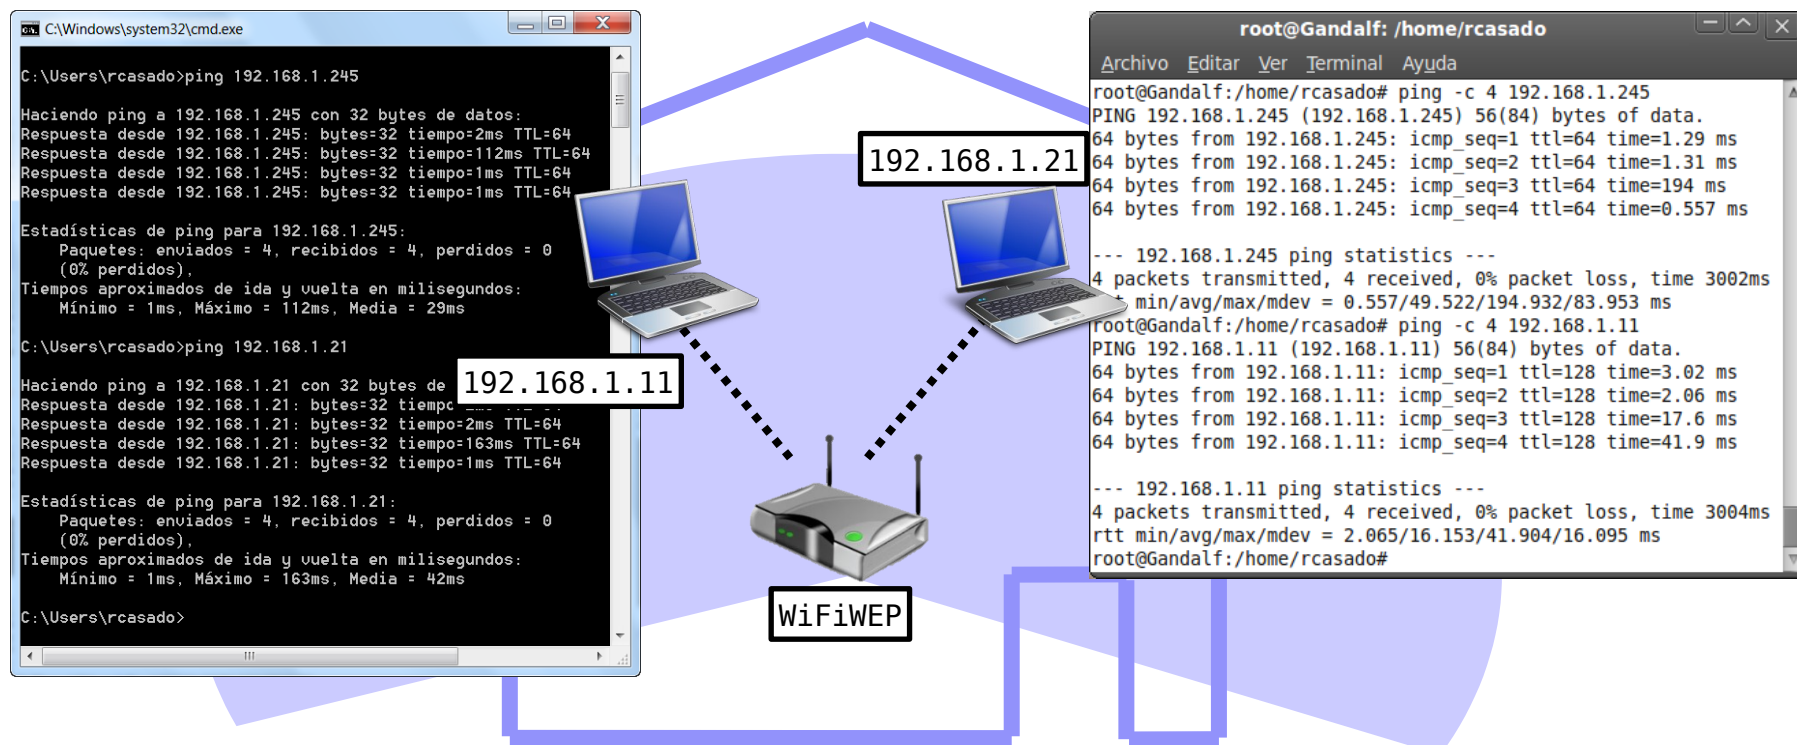 C:\Windows\system32\cmd.exe
C:\Users\rcasado>ping 192.168.1.245
Haciendo ping a 192.168.1.245 con 32 bytes de datos:
Respuesta desde 192.168.1.245: bytes=32 tiempo=2ms TTL=64
Respuesta desde 192.168.1.245: bytes=32 tiempo=112ms TTL=64
Respuesta desde 192.168.1.245: bytes=32 tiempo=1ms TTL=64
Respuesta desde 192.168.1.245: bytes=32 tiempo=1ms TTL=64
Estadísticas de ping para 192.168.1.245:
Paquetes: enviados = 4, recibidos = 4, perdidos = 0
(0% perdidos),
Tiempos aproximados de ida y vuelta en milisegundos:
Mínimo = 1ms, Máximo = 112ms, Media = 29ms
C:\Users\rcasado>ping 192.168.1.21
Haciendo ping a 192.168.1.21 con 32 bytes de
Respuesta desde 192.168.1.21: bytes=32
Respuesta desde 192.168.1.21: bytes=32 tiempo=2ms TTL=64
Respuesta desde 192.168.1.21: bytes=32 tiempo=163ms TTL=64
Respuesta desde 192.168.1.21: bytes=32 tiempo=1ms TTL=64
Estadísticas de ping para 192.168.1.21:
Paquetes: enviados = 4, recibidos = 4, perdidos = 0
(0% perdidos),
Tiempos aproximados de ida y vuelta en milisegundos:
Mínimo = 1ms, Máximo = 163ms, Media = 42ms
C:\Users\rcasado>
192.168.1.11
192.168.1.21
WiFiWEP
root@Gandalf: /home/rcasado
Archivo Editar Ver Terminal Ayuda
root@Gandalf:/home/rcasado# ping -c 4 192.168.1.245
PING 192.168.1.245 (192.168.1.245) 56(84) bytes of data.
64 bytes from 192.168.1.245: icmp_seq=1 ttl=64 time=1.29 ms
64 bytes from 192.168.1.245: icmp_seq=2 ttl=64 time=1.31 ms
64 bytes from 192.168.1.245: icmp_seq=3 ttl=64 time=194 ms
64 bytes from 192.168.1.245: icmp_seq=4 ttl=64 time=0.557 ms
--- 192.168.1.245 ping statistics ---
4 packets transmitted, 4 received, 0% packet loss, time 3002ms
min/avg/max/mdev = 0.557/49.522/194.932/83.953 ms
root@Gandalf:/home/rcasado# ping -c 4 192.168.1.11
PING 192.168.1.11 (192.168.1.11) 56(84) bytes of data.
64 bytes from 192.168.1.11: icmp_seq=1 ttl=128 time=3.02 ms
64 bytes from 192.168.1.11: icmp_seq=2 ttl=128 time=2.06 ms
64 bytes from 192.168.1.11: icmp_seq=3 ttl=128 time=17.6 ms
64 bytes from 192.168.1.11: icmp_seq=4 ttl=128 time=41.9 ms
--- 192.168.1.11 ping statistics ---
4 packets transmitted, 4 received, 0% packet loss, time 3004ms
rtt min/avg/max/mdev = 2.065/16.153/41.904/16.095 ms
root@Gandalf:/home/rcasado#